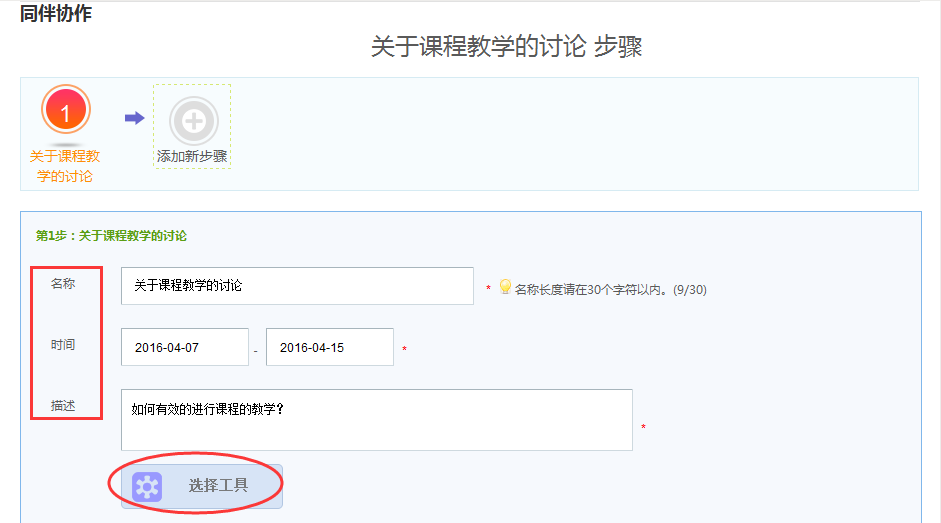 同伴协作
关于课程教学的讨论 步骤
1
关于课程教
学的讨论
添加新步骤
第1步：关于课程教学的讨论
名称
关于课程教学的讨论
* 名称长度请在30个字符以内。(9/30)
时间
2016-04-07 - 2016-04-15 *
描述
如何有效的进行课程的教学？
*
选择工具